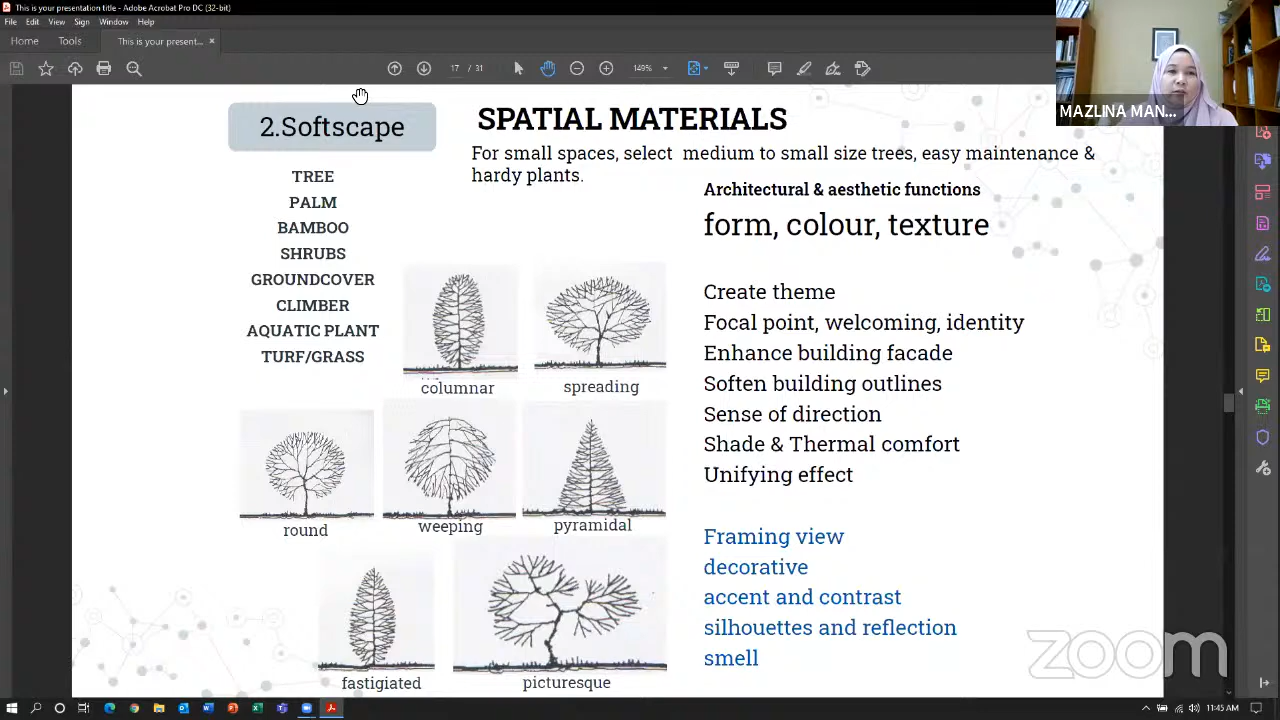 This is your presentation title - Adobe Acrobat Pro DC (32-bit)
File Edit View Sign Window Help
Home Tools This is your present... ×
17 / 31
149%
MAZLINA MAN...
2.Softscape
TREE
PALM
BAMBOO
SHRUBS
GROUNDCOVER
CLIMBER
AQUATIC PLANT
TURF/GRASS
SPATIAL MATERIALS
For small spaces, select medium to small size trees, easy maintenance &
hardy plants.
columnar
spreading
round
weeping
pyramidal
fastigiated
picturesque
Architectural & aesthetic functions
form, colour, texture
Create theme
Focal point, welcoming, identity
Enhance building facade
Soften building outlines
Sense of direction
Shade & Thermal comfort
Unifying effect
Framing view
decorative
accent and contrast
silhouettes and reflection
smell
zoom
11:45 AM